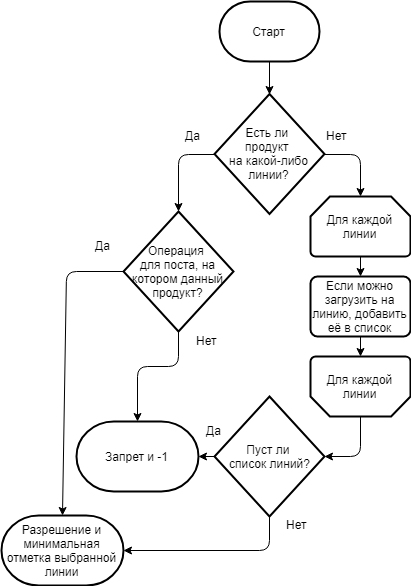 Старт
Есть ли
продукт
на какой-либо
линии?
Да
Нет
Для каждой
линии
Операция
для поста, на
котором данный
продукт?
Да
Нет
Если можно
загрузить на
линию, добавить
её в список
Для каждой
линии
Пуст ли
список линий?
Да
Нет
Запрет и -1
Разрешение и
минимальная
отметка выбранной
линии